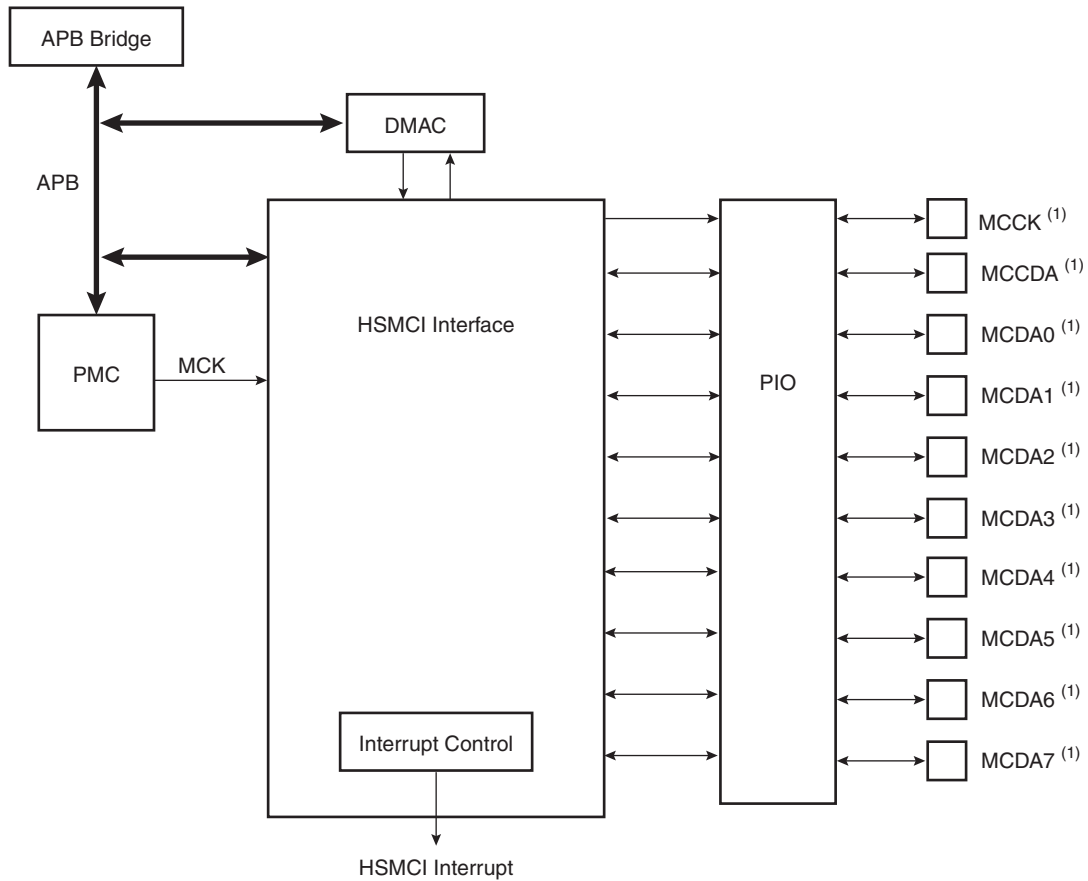 APB Bridge
DMAC
APB
MCCK (1)
MCCDA (1)
HSMCI Interface
MCDA0 (1)
MCK
PMC
PIO
MCDA1 (1)
MCDA2 (1)
MCDA3 (1)
MCDA4 (1)
MCDA5 (1)
MCDA6 (1)
Interrupt Control
MCDA7 (1)
HSMCI Interrupt